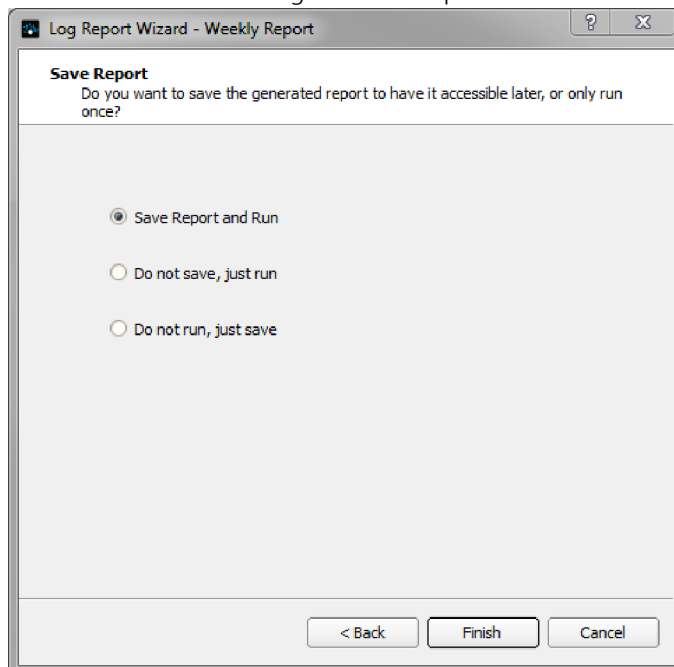 Log Report Wizard - Weekly Report
Save Report
Do you want to save the generated report to have it accessible later, or only run
once?
Save Report and Run
Do not save, just run
Do not run, just save
< Back
Finish
Cancel